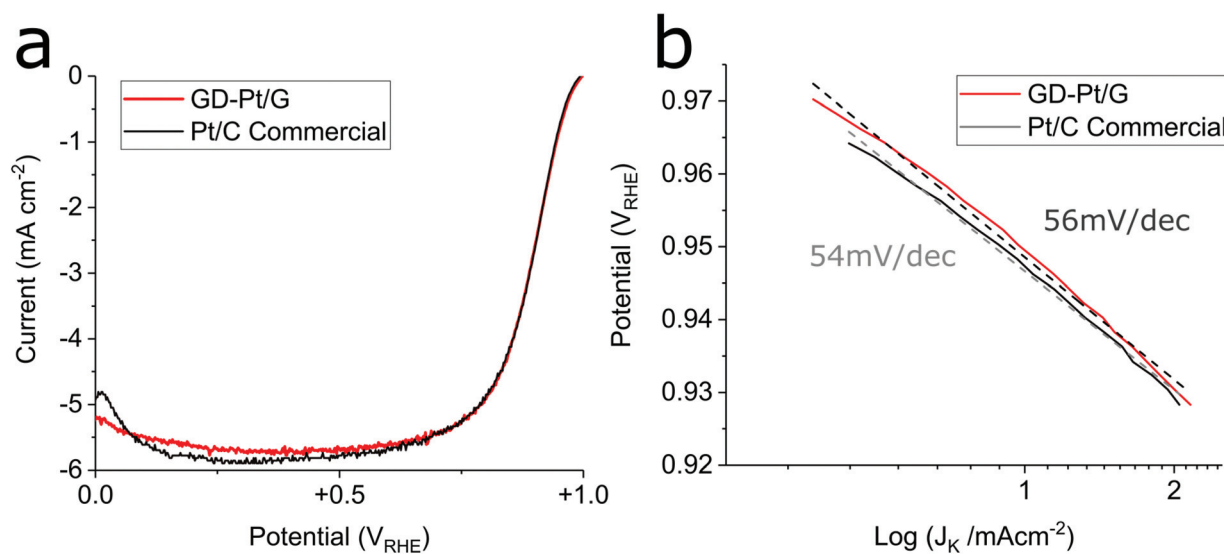 a
0
-1
-2
-3
-4
-5
-6
0.0
+0.5
+1.0
Current (mA cm-2)
Potential (VRHE)
GD-Pt/G
Pt/C Commercial
b
0.97
0.96
0.95
0.94
0.93
0.92
1
2
Potential (VRHE)
Log (JK /mAcm-2)
GD-Pt/G
Pt/C Commercial
56mV/dec
54mV/dec